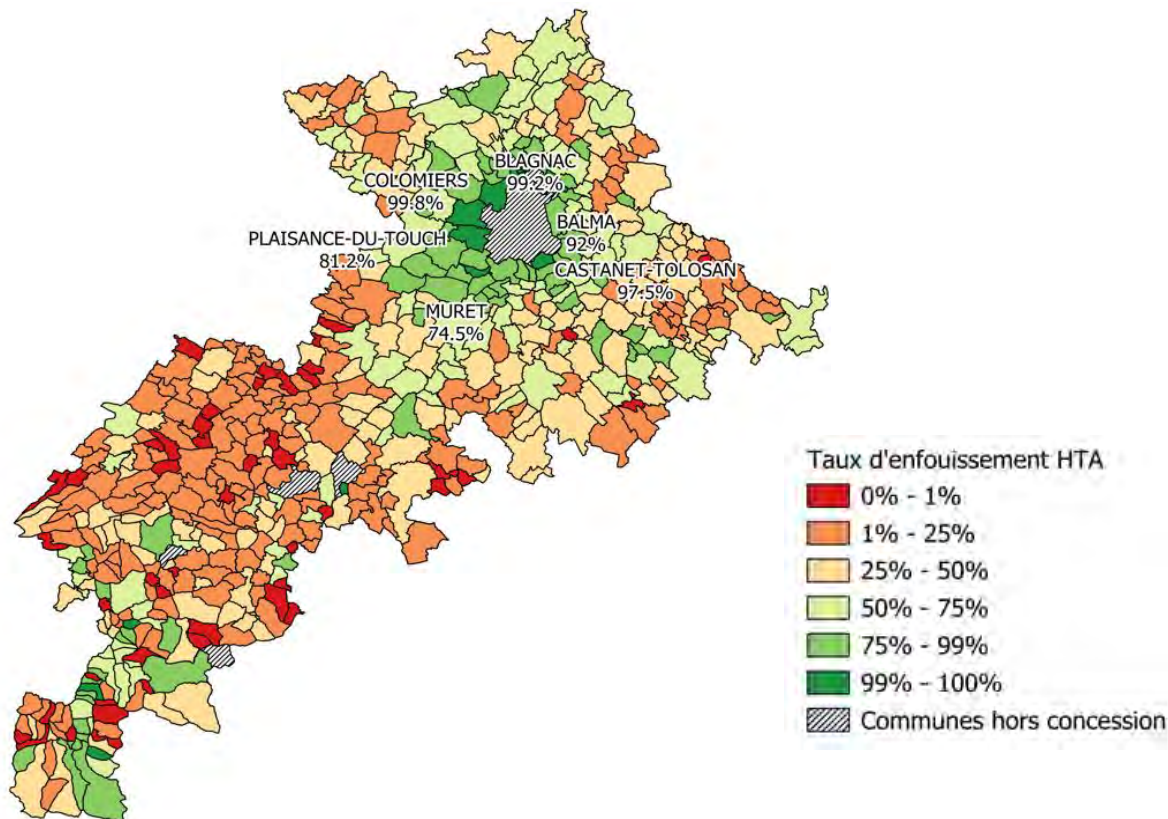 BLAGNAC
99.2%
COLOMIERS
99.8%
BALMA
92%
PLAISANCE-DU-TOUCH
81.2%
CASTANET-TOLOSAN
97.5%
MURET
74.5%
Taux d'enfouissement HTA
0% - 1%
1% - 25%
25% - 50%
50% - 75%
75% - 99%
99% - 100%
Communes hors concession